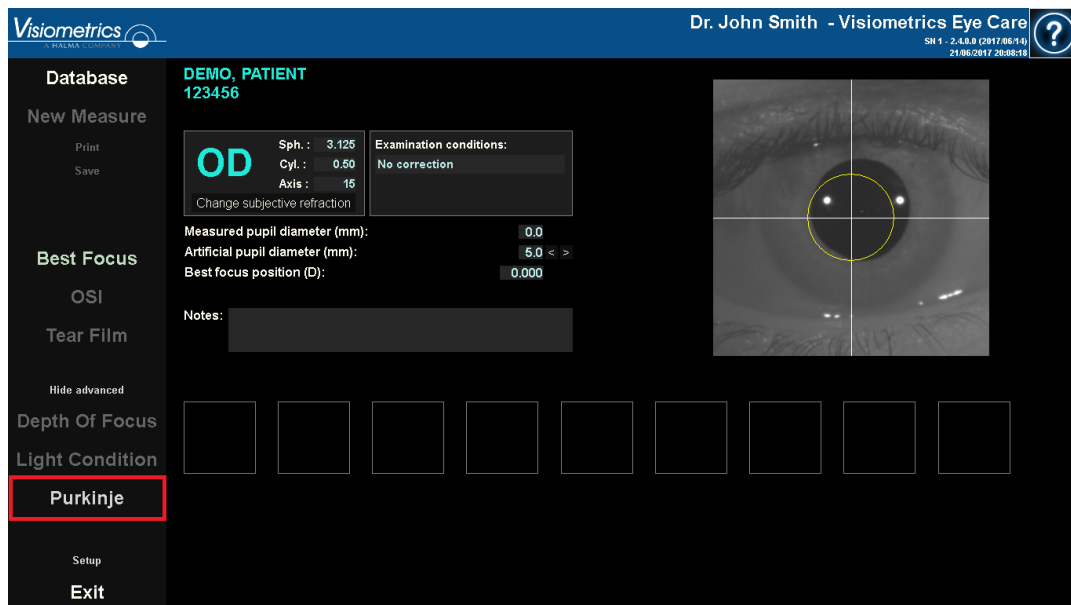 Visiometrics
A HALMA COMPANY
Dr. John Smith - Visiometrics Eye Care
SN 1 - 2.4.0.0 (2017/06/14)
21/06/2017 20:08:18
?
Database
New Measure
Print
Save
Best Focus
OSI
Tear Film
Hide advanced
Depth Of Focus
Light Condition
Purkinje
Setup
Exit
DEMO, PATIENT
123456
OD
Sph. : 3.125
Cyl. : 0.50
Axis : 15
Change subjective refraction
Examination conditions:
No correction
Measured pupil diameter (mm): 0.0
Artificial pupil diameter (mm): 5.0 < >
Best focus position (D): 0.000
Notes: